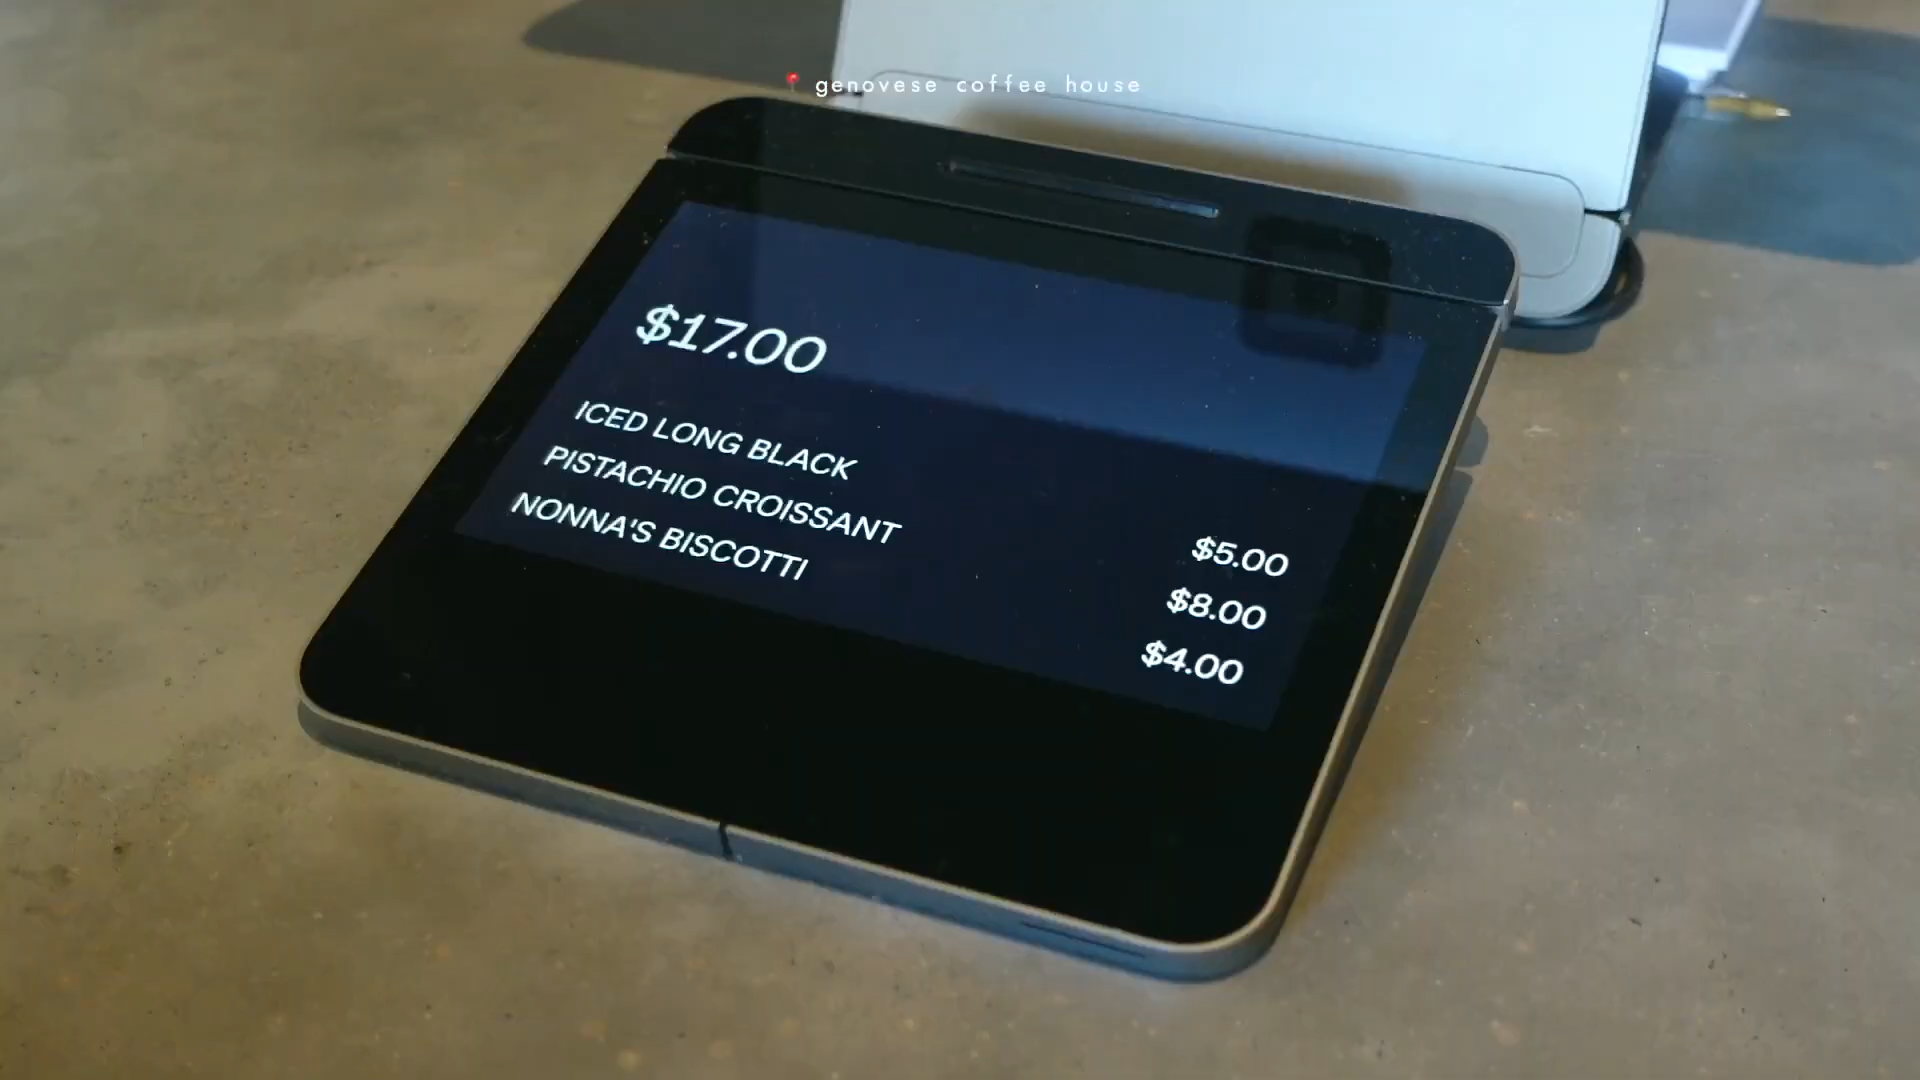 genovese coffee house
$17.00
ICED LONG BLACK $5.00
PISTACHIO CROISSANT $8.00
NONNA'S BISCOTTI $4.00